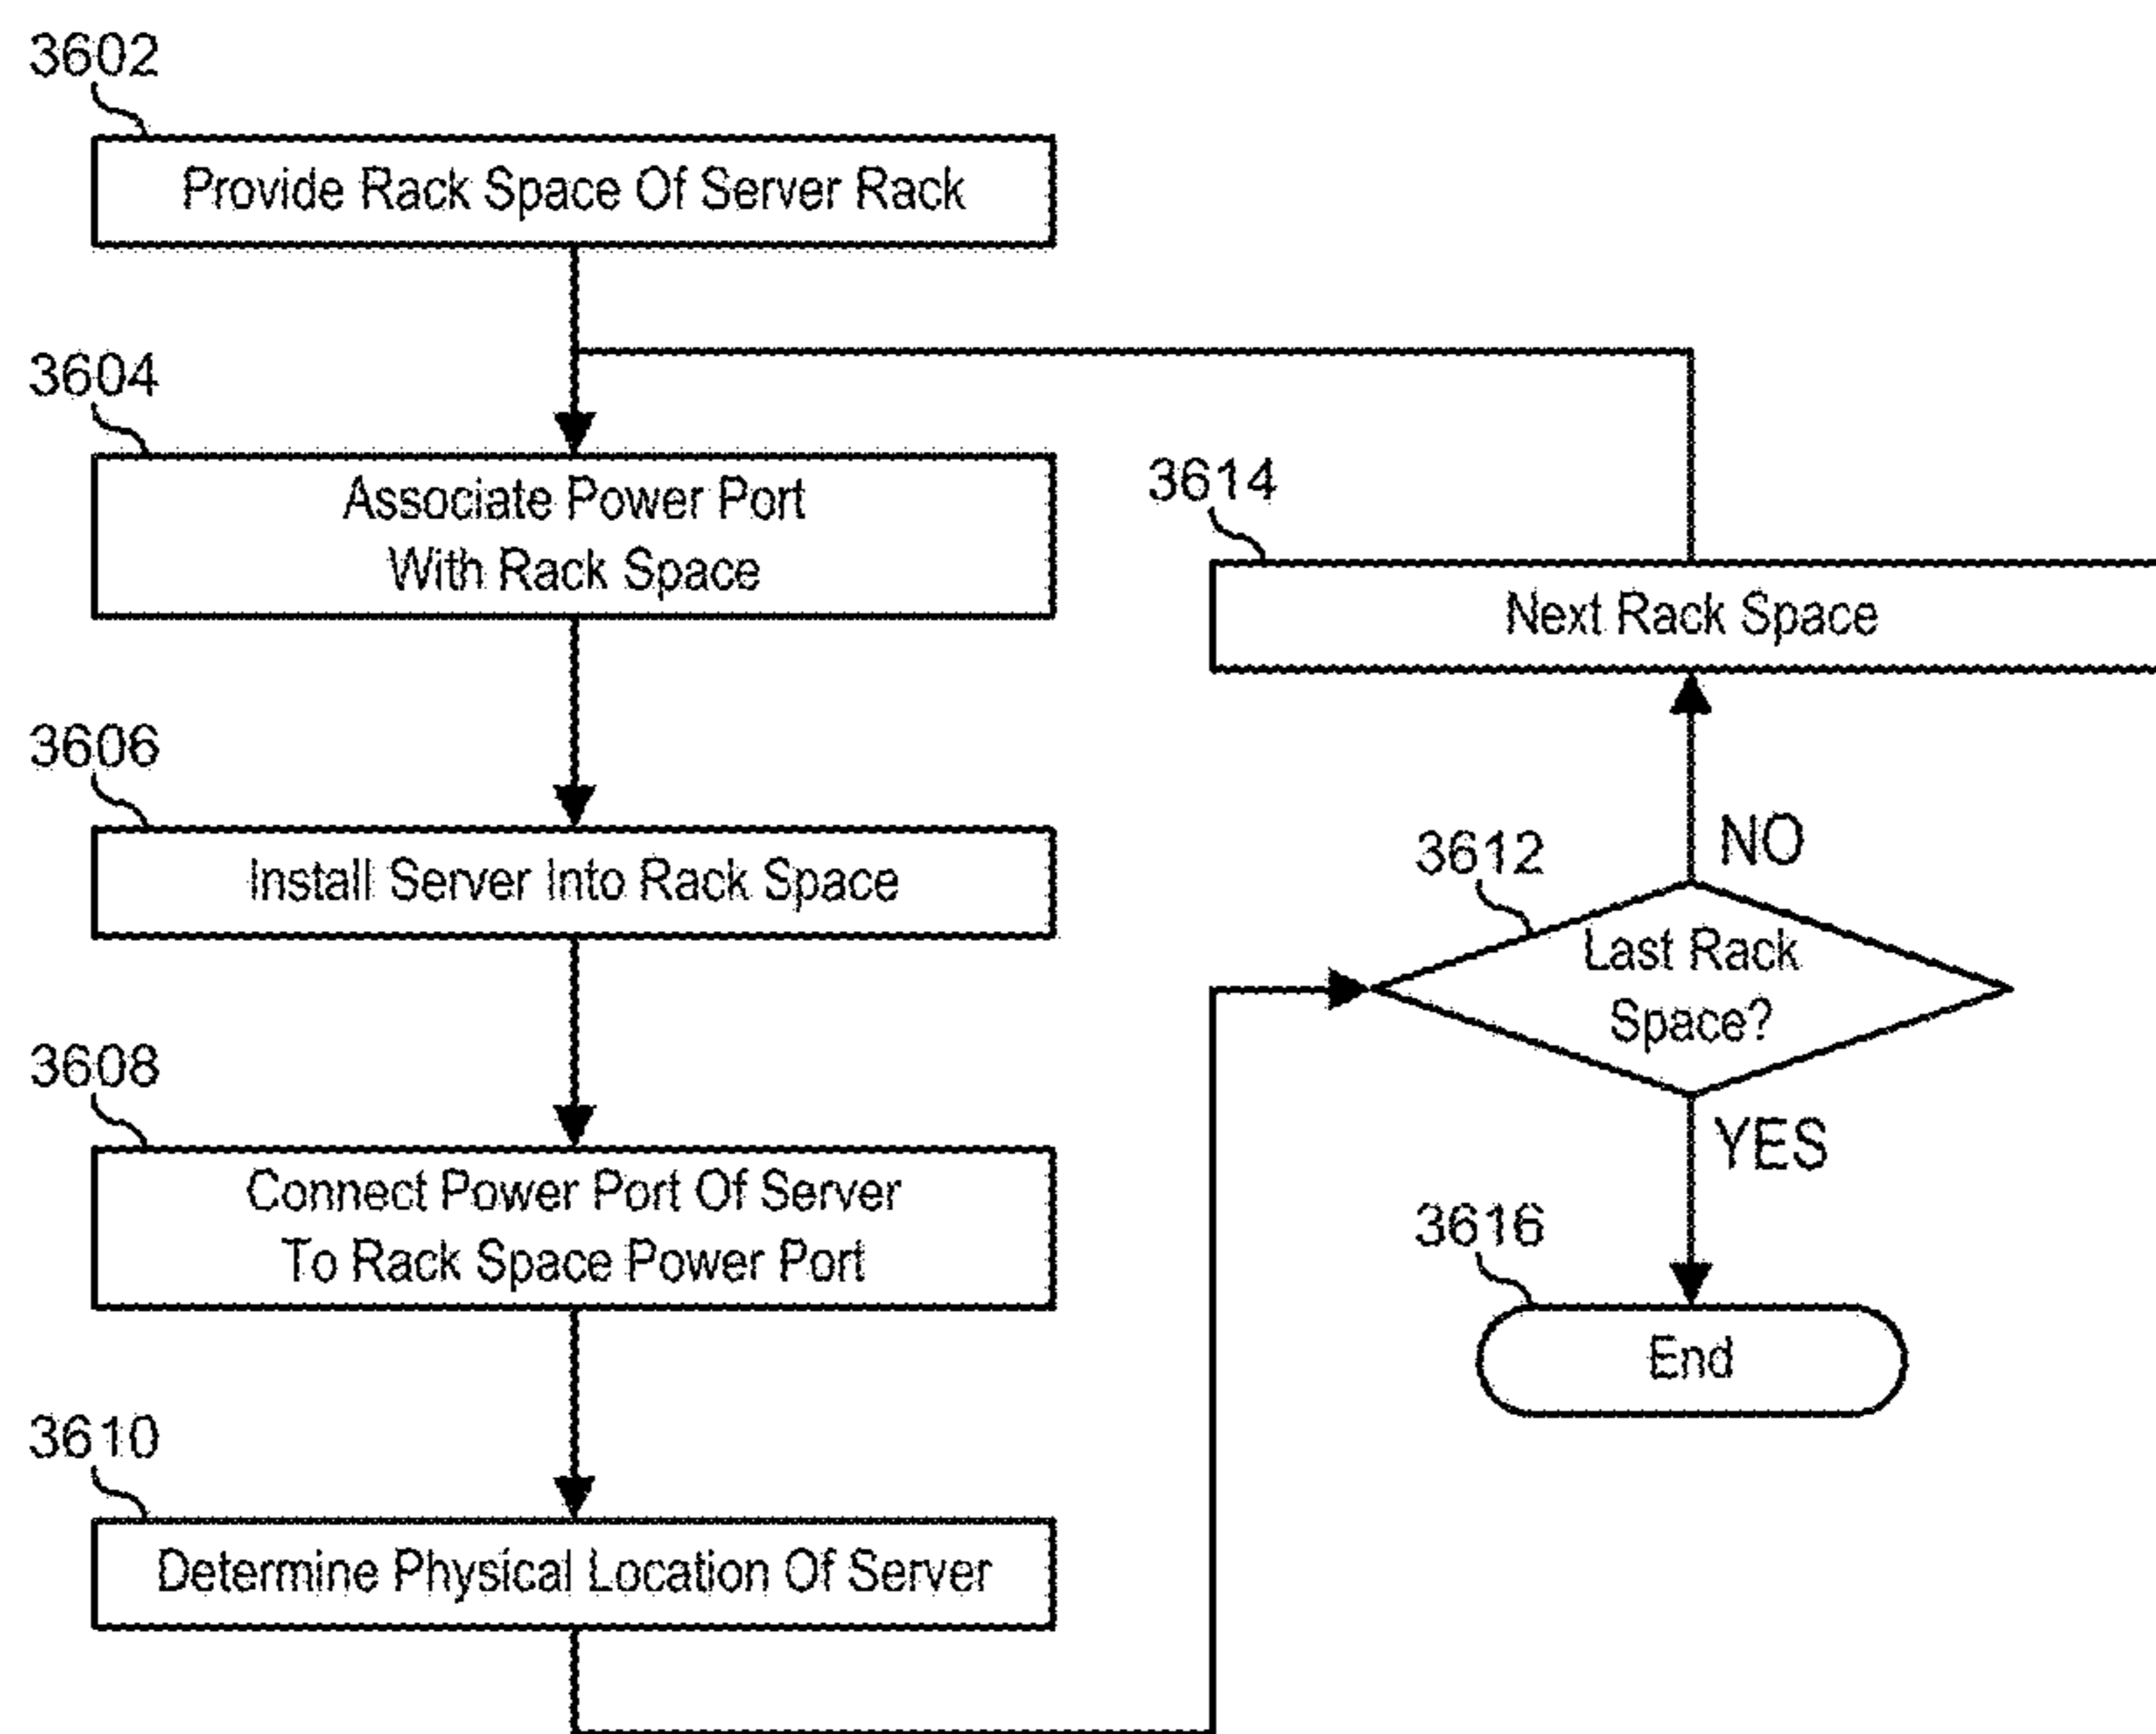 3602
Provide Rack Space Of Server Rack
3604
Associate Power Port
With Rack Space
3606
Install Server Into Rack Space
3608
Connect Power Port Of Server
To Rack Space Power Port
3610
Determine Physical Location Of Server
3614
Next Rack Space
NO
3612
Last Rack
Space?
YES
3616
End